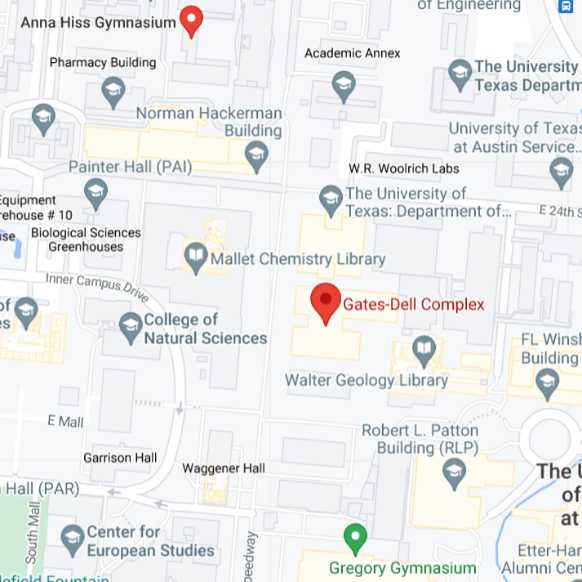 of Engineering
Anna Hiss Gymnasium
Academic Annex
Pharmacy Building
The University
Texas Departm
Norman Hackerman
Building
University of Texas
at Austin Service...
Painter Hall (PAI)
W.R. Woolrich Labs
The University of
Texas: Department of...
E 24th S
Equipment
rehouse # 10
Biological Sciences
Greenhouses
se
Mallet Chemistry Library
Inner Campus Drive
Gates-Dell Complex
of
es
College of
Natural Sciences
FL Winsh
Building
Walter Geology Library
E Mall
Robert L. Patton
Building (RLP)
Garrison Hall
Waggener Hall
The U
of
at
Hall (PAR)
South Mall
Speedway
Center for
European Studies
Gregory Gymnasium
Etter-Har
Alumni Cen
lefield Fountain